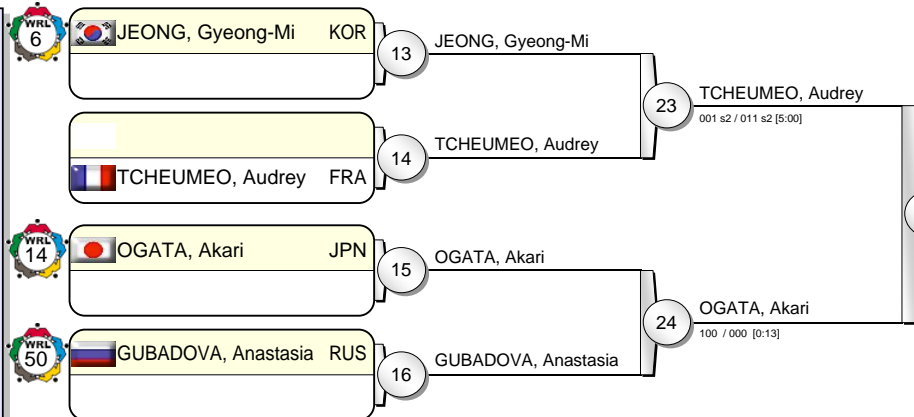 WRL
6
JEONG, Gyeong-Mi KOR
13
JEONG, Gyeong-Mi
23
TCHEUMEO, Audrey
001 s2 / 011 s2 [5:00]
14
TCHEUMEO, Audrey
TCHEUMEO, Audrey FRA
WRL
14
OGATA, Akari JPN
15
OGATA, Akari
24
OGATA, Akari
100 / 000 [0:13]
WRL
50
GUBADOVA, Anastasia RUS
16
GUBADOVA, Anastasia